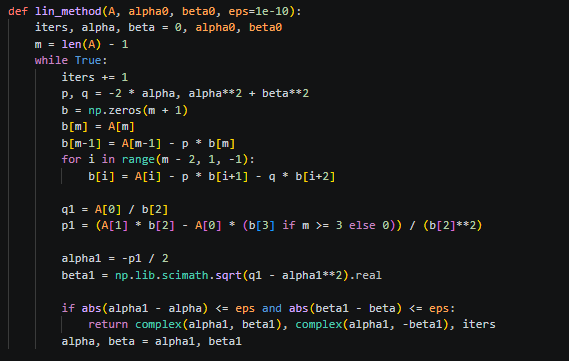 def lin_method(A, alpha0, beta0, eps=1e-10):
    iters, alpha, beta = 0, alpha0, beta0
    m = len(A) - 1
    while True:
        iters += 1
        p, q = -2 * alpha, alpha**2 + beta**2
        b = np.zeros(m + 1)
        b[m] = A[m]
        b[m-1] = A[m-1] - p * b[m]
        for i in range(m - 2, 1, -1):
            b[i] = A[i] - p * b[i+1] - q * b[i+2]

        q1 = A[0] / b[2]
        p1 = (A[1] * b[2] - A[0] * (b[3] if m >= 3 else 0)) / (b[2]**2)

        alpha1 = -p1 / 2
        beta1 = np.lib.scimath.sqrt(q1 - alpha1**2).real

        if abs(alpha1 - alpha) <= eps and abs(beta1 - beta) <= eps:
            return complex(alpha1, beta1), complex(alpha1, -beta1), iters
        alpha, beta = alpha1, beta1